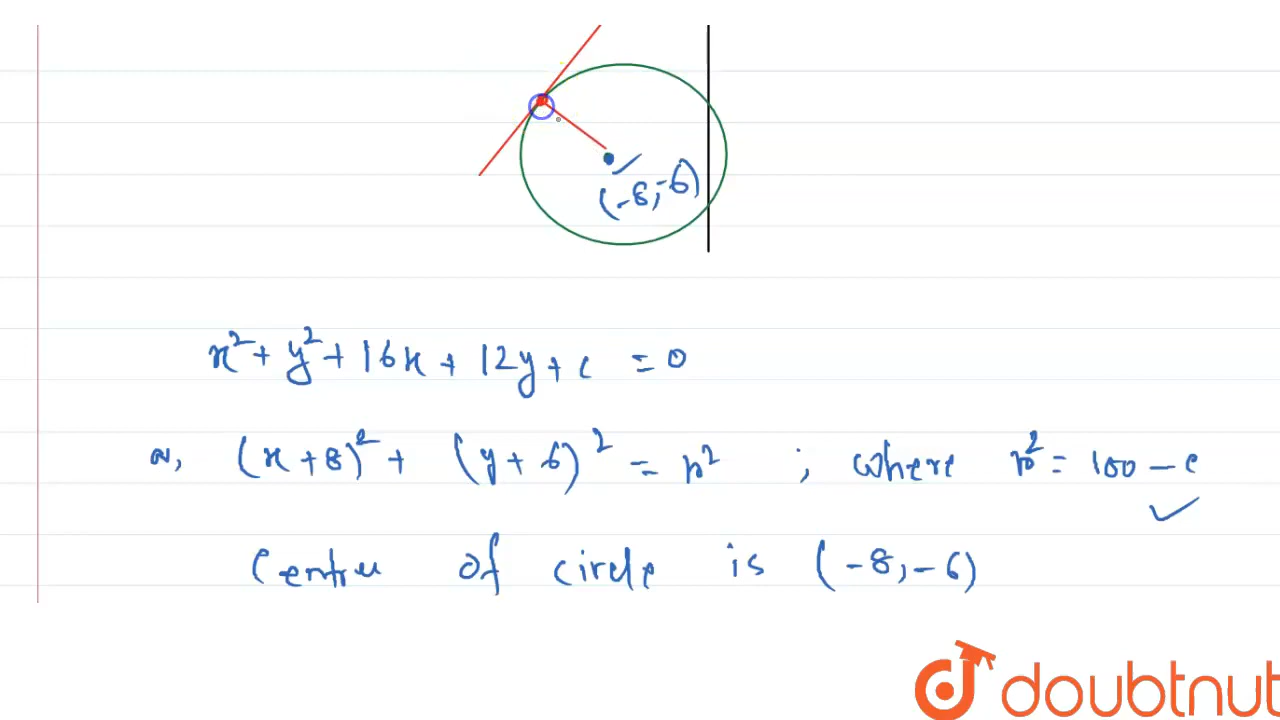 (-8,-6)
x² + y² + 16x + 12y + c = 0
or, (x+8)² + (y+6)² = r² ; where r² = 100 - c
Centre of circle is (-8,-6)
doubtnut